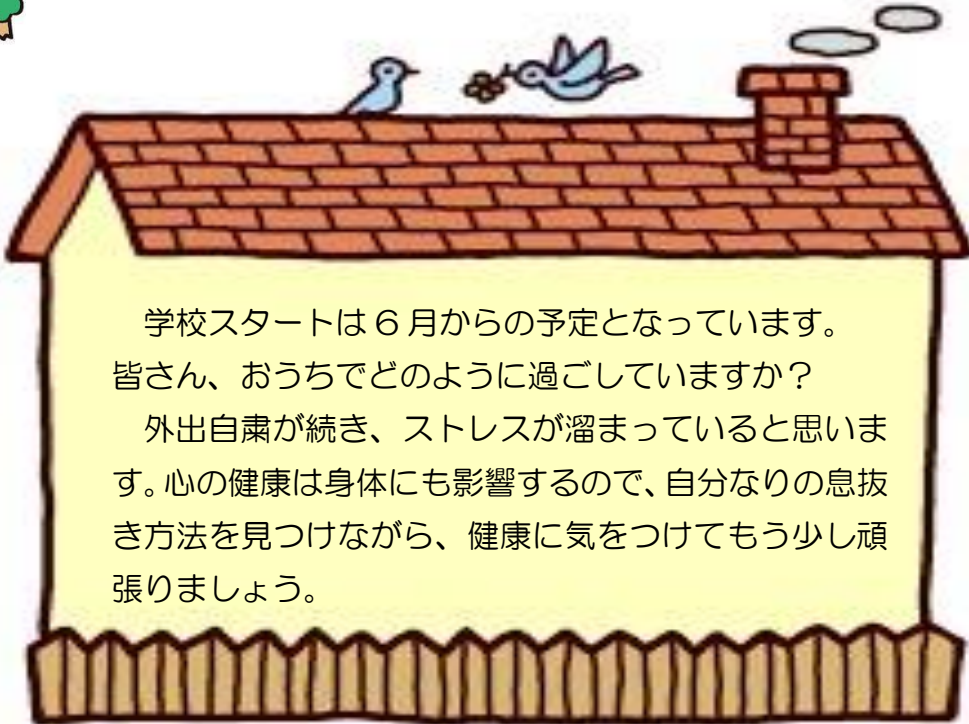 学校スタートは６月からの予定となっています。
皆さん、おうちでどのように過ごしていますか？
　外出自粛が続き、ストレスが溜まっていると思いま
す。心の健康は身体にも影響するので、自分なりの息抜
き方法を見つけながら、健康に気をつけてもう少し頑
張りましょう。